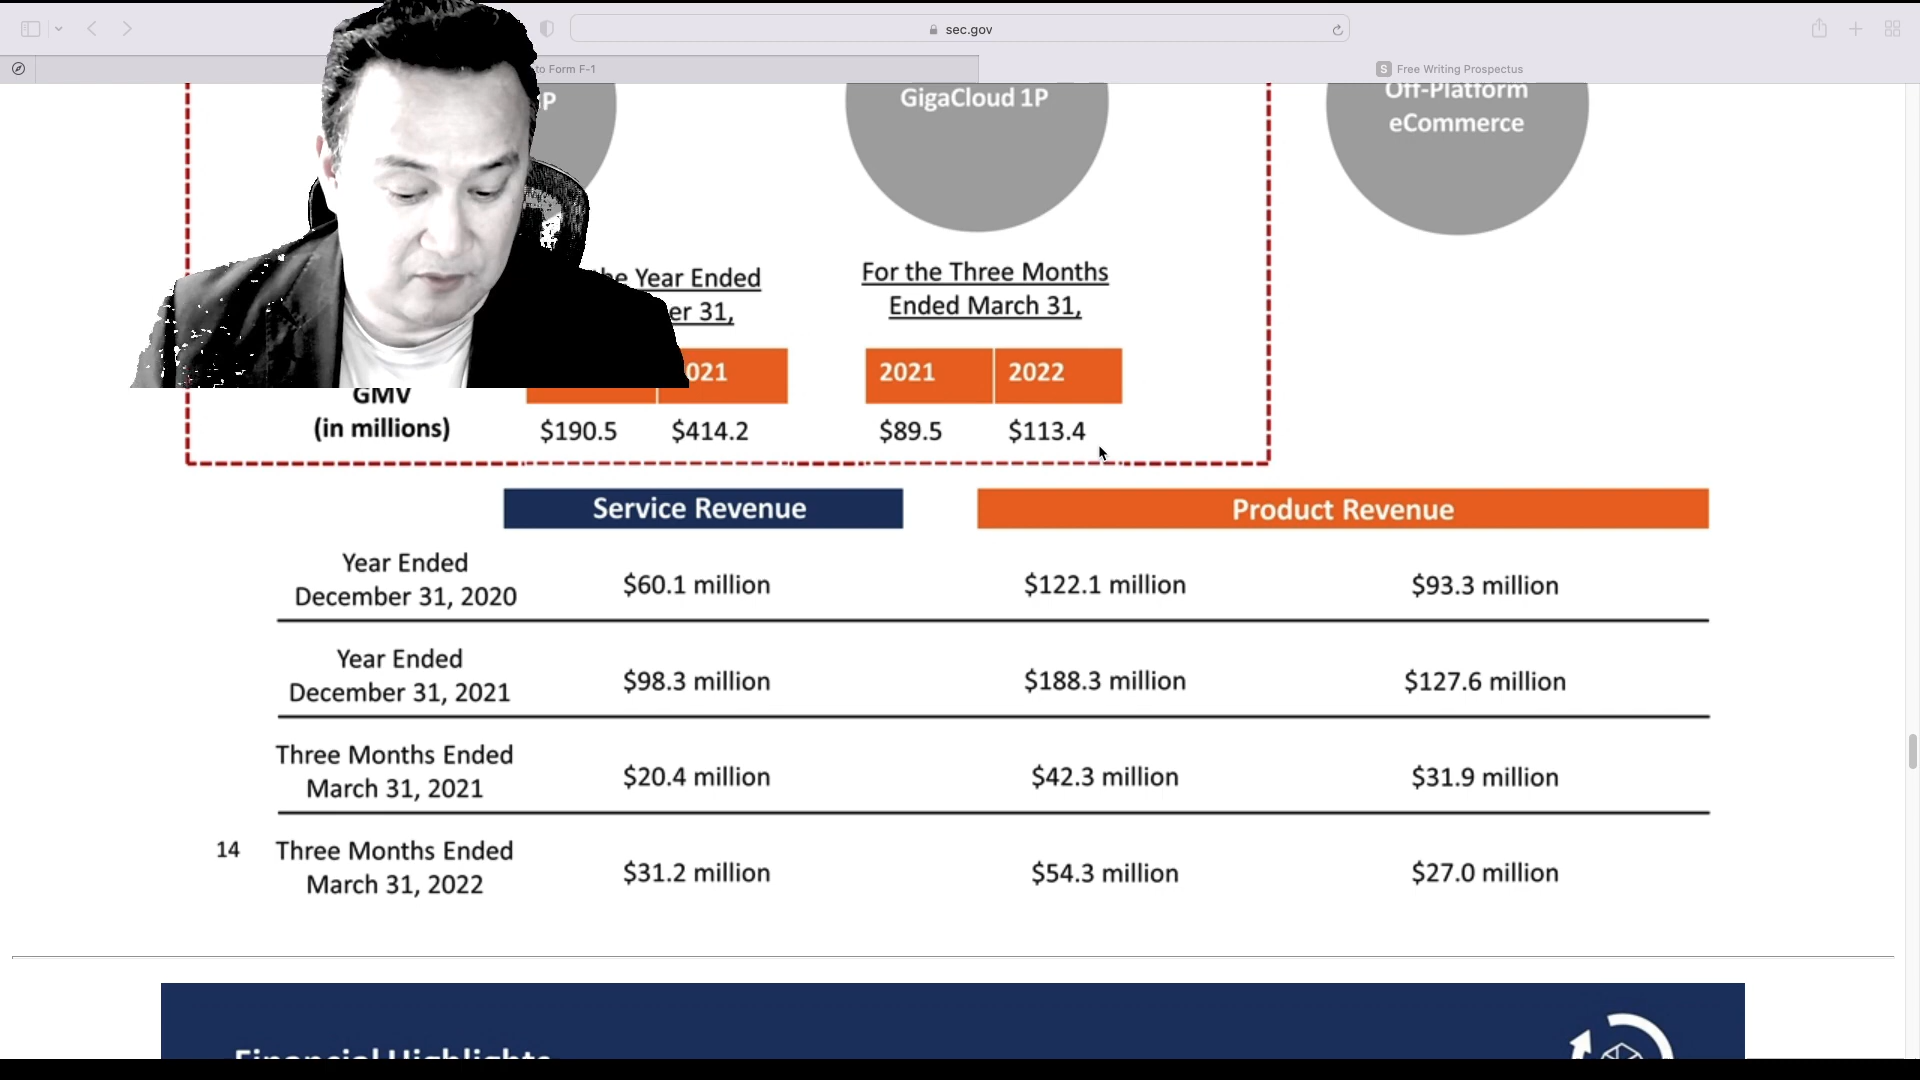 sec.gov
to Form F-1
S Free Writing Prospectus
P
GigaCloud 1P
Off-Platform
eCommerce
Year Ended
31,
For the Three Months
Ended March 31,
2021 2022
GMV
(in millions)
$190.5 $414.2 $89.5 $113.4
Service Revenue Product Revenue
Year Ended
December 31, 2020
$60.1 million $122.1 million $93.3 million
Year Ended
December 31, 2021
$98.3 million $188.3 million $127.6 million
Three Months Ended
March 31, 2021
$20.4 million $42.3 million $31.9 million
14
Three Months Ended
March 31, 2022
$31.2 million $54.3 million $27.0 million
Financial Highlights